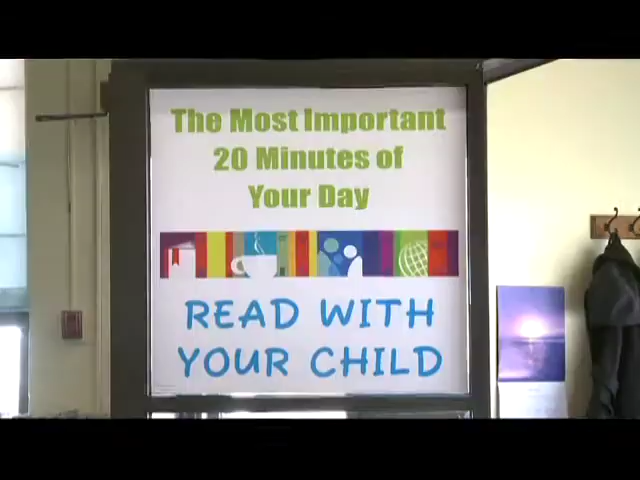 The Most Important
20 Minutes of
Your Day
READ WITH
YOUR CHILD